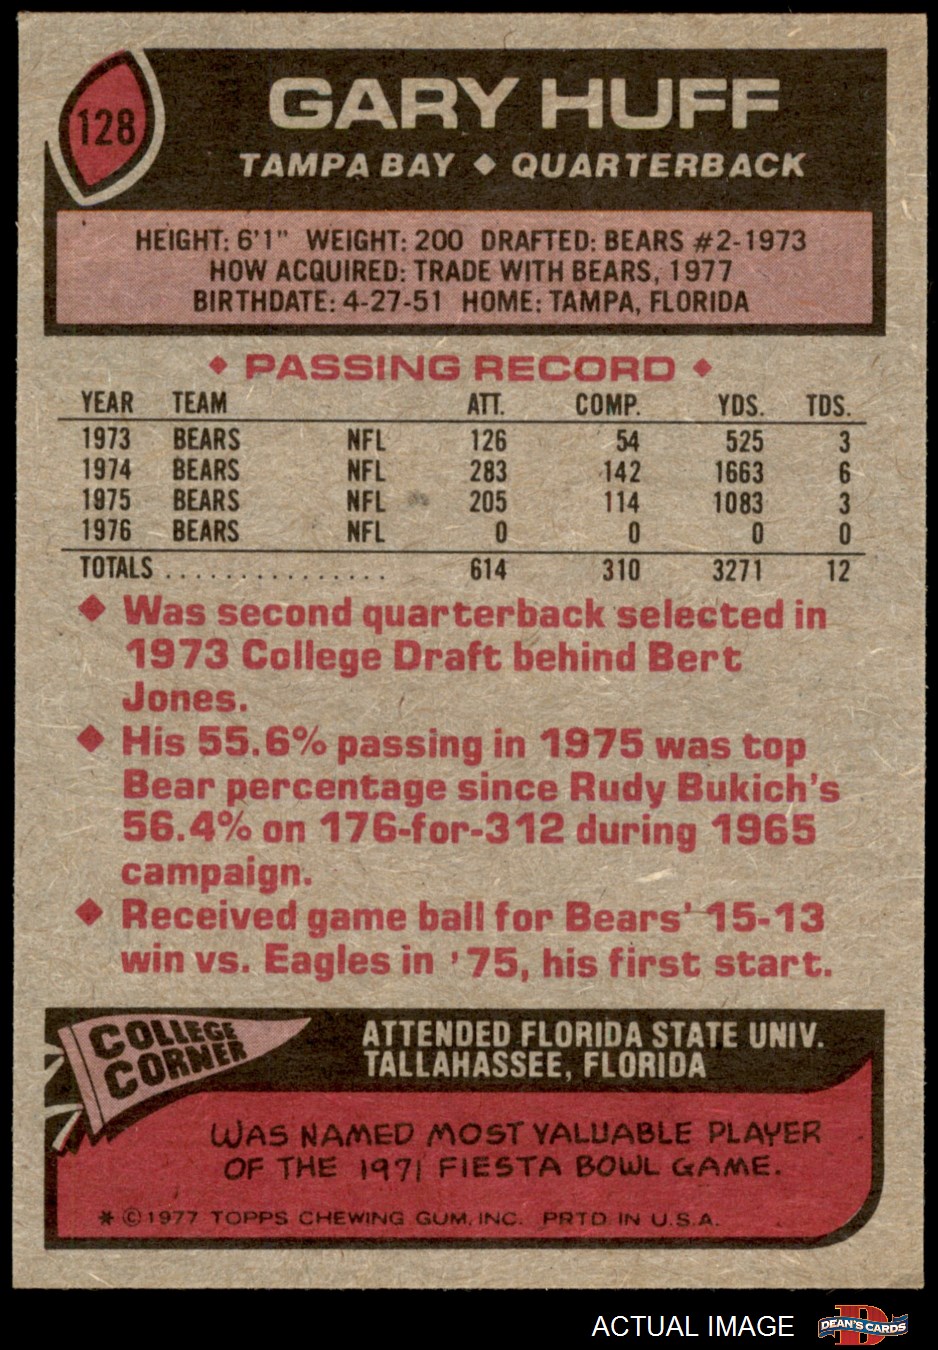 128
GARY HUFF
TAMPA BAY ◆ QUARTERBACK
HEIGHT: 6'1" WEIGHT: 200 DRAFTED: BEARS #2-1973
HOW ACQUIRED: TRADE WITH BEARS, 1977
BIRTHDATE: 4-27-51 HOME: TAMPA, FLORIDA
◆ PASSING RECORD ◆
YEAR TEAM ATT. COMP. YDS. TDS.
1973 BEARS NFL 126 54 525 3
1974 BEARS NFL 283 142 1663 6
1975 BEARS NFL 205 114 1083 3
1976 BEARS NFL 0 0 0 0
TOTALS ............... 614 310 3271 12
◆ Was second quarterback selected in
1973 College Draft behind Bert
Jones.
◆ His 55.6% passing in 1975 was top
Bear percentage since Rudy Bukich's
56.4% on 176-for-312 during 1965
campaign.
◆ Received game ball for Bears' 15-13
win vs. Eagles in '75, his first start.
COLLEGE
CORNER
ATTENDED FLORIDA STATE UNIV.
TALLAHASSEE, FLORIDA
WAS NAMED MOST VALUABLE PLAYER
OF THE 1971 FIESTA BOWL GAME.
* © 1977 TOPPS CHEWING GUM, INC. PRTD IN U.S.A.
ACTUAL IMAGE
D
DEAN'S CARDS